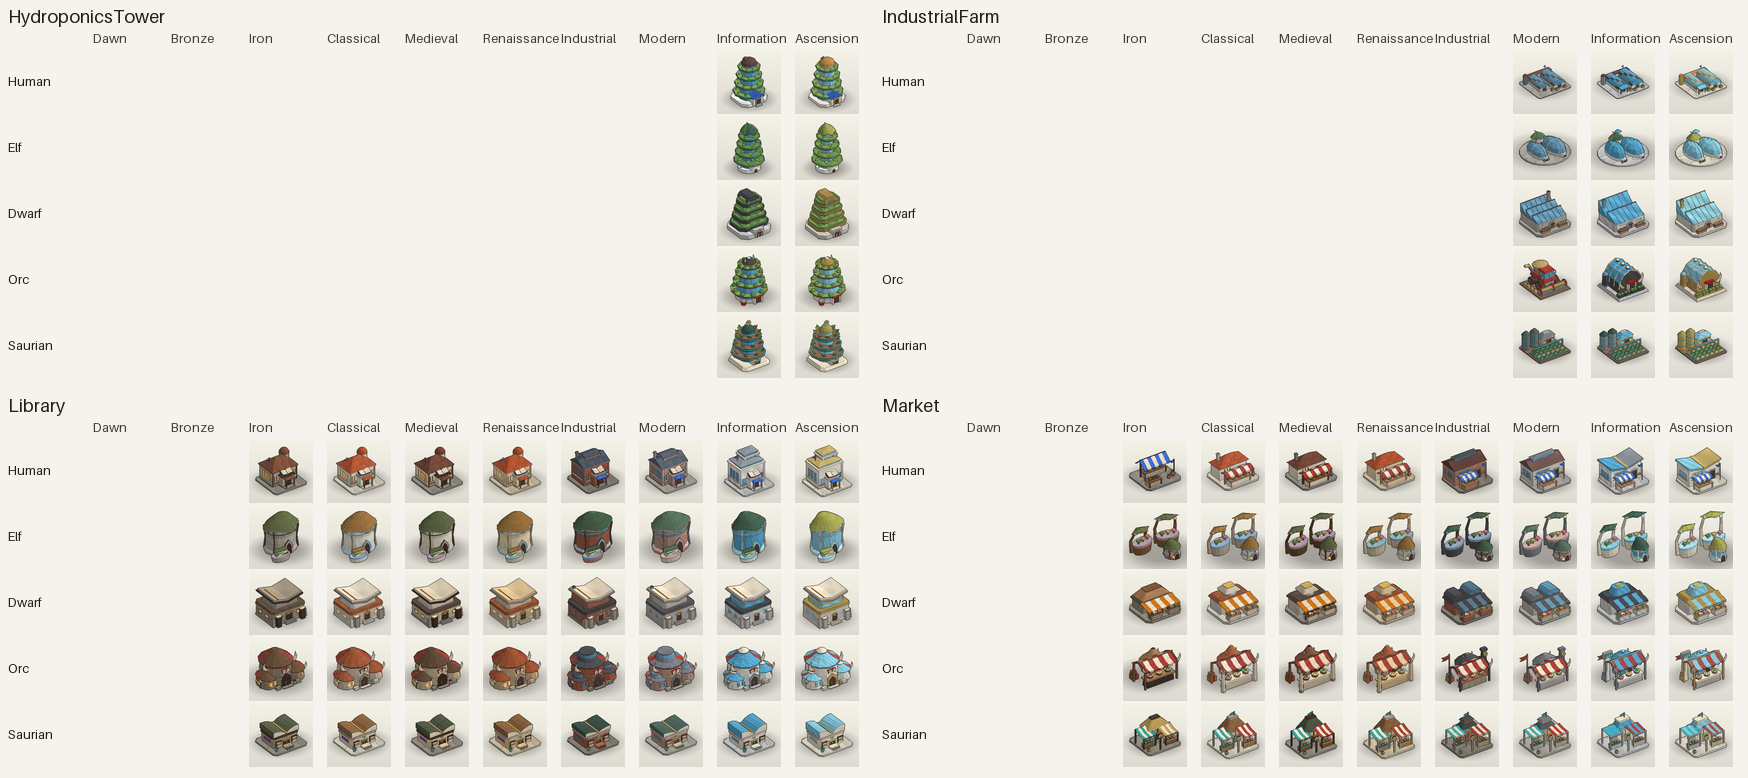 HydroponicsTower
Dawn Bronze Iron Classical Medieval Renaissance Industrial Modern Information Ascension
Human
Elf
Dwarf
Orc
Saurian
IndustrialFarm
Dawn Bronze Iron Classical Medieval Renaissance Industrial Modern Information Ascension
Human
Elf
Dwarf
Orc
Saurian
Library
Dawn Bronze Iron Classical Medieval Renaissance Industrial Modern Information Ascension
Human
Elf
Dwarf
Orc
Saurian
Market
Dawn Bronze Iron Classical Medieval Renaissance Industrial Modern Information Ascension
Human
Elf
Dwarf
Orc
Saurian